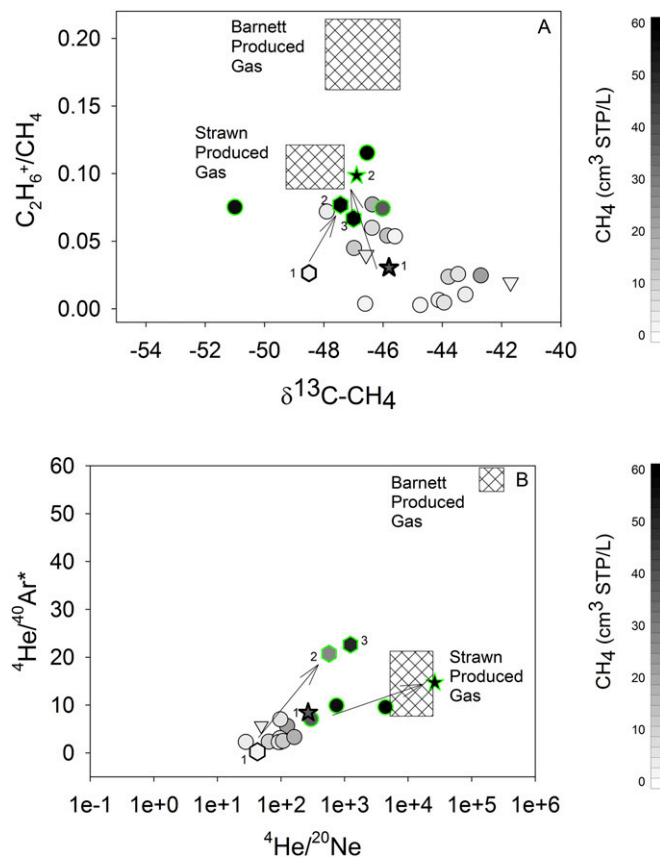 A
Barnett
Produced
Gas
Strawn
Produced
Gas
0.20
0.15
0.10
0.05
0.00
C2H6+/CH4
2
2
3
1
1
-54 -52 -50 -48 -46 -44 -42 -40
δ13C-CH4
60
50
40
30
20
10
0
CH4 (cm3 STP/L)
B
Barnett
Produced
Gas
Strawn
Produced
Gas
60
50
40
30
20
10
0
4He/40Ar*
2
3
1
1
1e-1 1e+0 1e+1 1e+2 1e+3 1e+4 1e+5 1e+6
4He/20Ne
60
50
40
30
20
10
0
CH4 (cm3 STP/L)